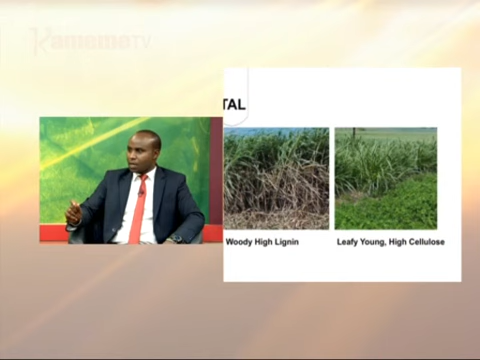 KamemeTV
TAL
Woody High Lignin
Leafy Young, High Cellulose